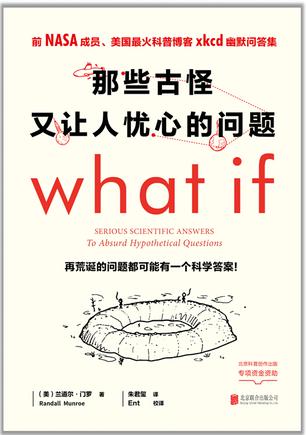 前 NASA 成员、美国最火科普博客 xkcd 幽默问答集
那些古怪
又让人忧心的问题
what if
SERIOUS SCIENTIFIC ANSWERS
To Absurd Hypothetical Questions
再荒诞的问题都可能有一个科学答案!
北京科普创作出版
专项资金资助
(美)兰道尔·门罗 著
Randall Munroe
朱君玺 译
Ent 校译
北京联合出版公司